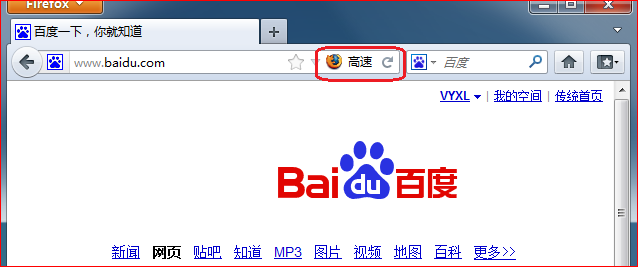 Firefox
百度一下，你就知道
www.baidu.com
高速
百度
VYXL | 我的空间 | 传统首页
Bai du 百度
新闻 网页 贴吧 知道 MP3 图片 视频 地图 百科 更多>>